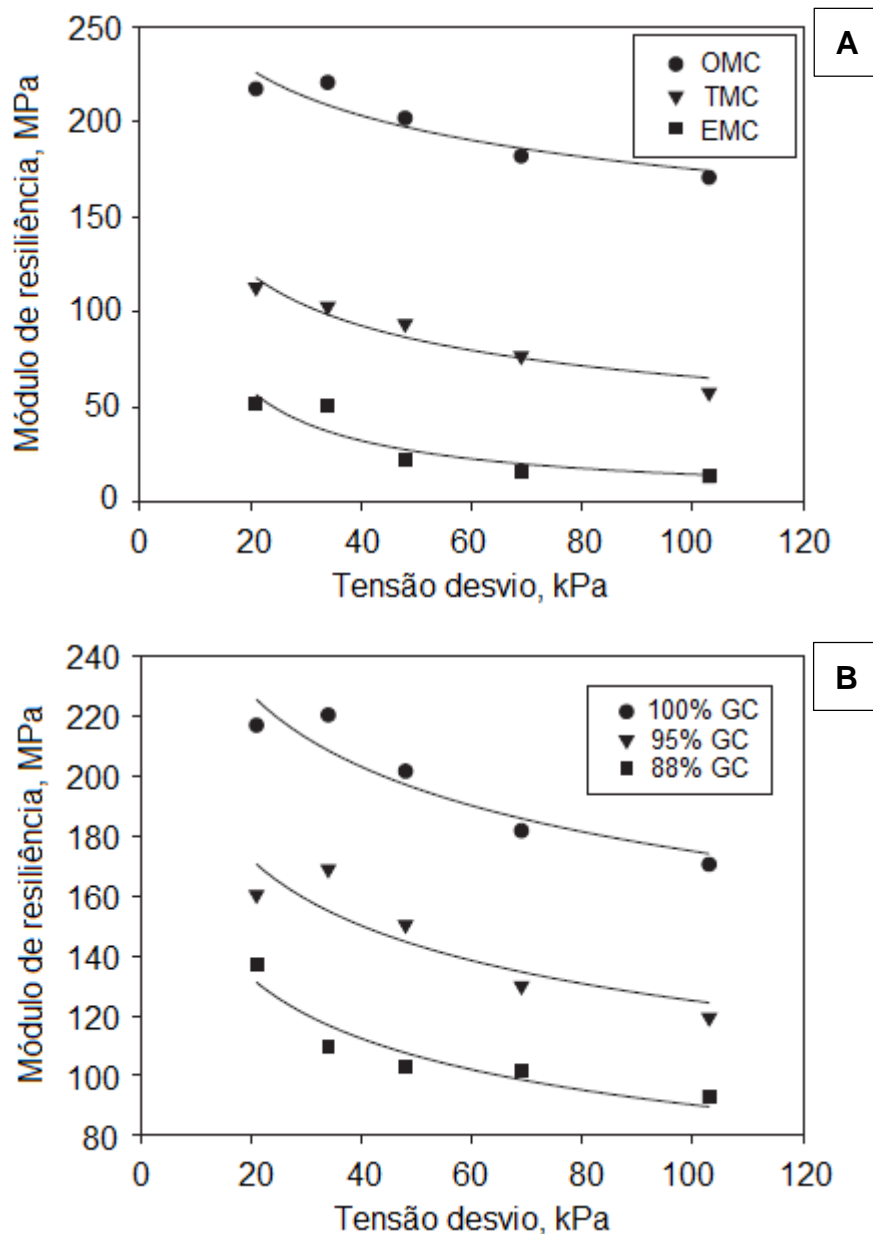 A
250
200
150
100
50
0
Módulo de resiliência, MPa
OMC
TMC
EMC
0 20 40 60 80 100 120
Tensão desvio, kPa
B
240
220
200
180
160
140
120
100
80
Módulo de resiliência, MPa
100% GC
95% GC
88% GC
0 20 40 60 80 100 120
Tensão desvio, kPa